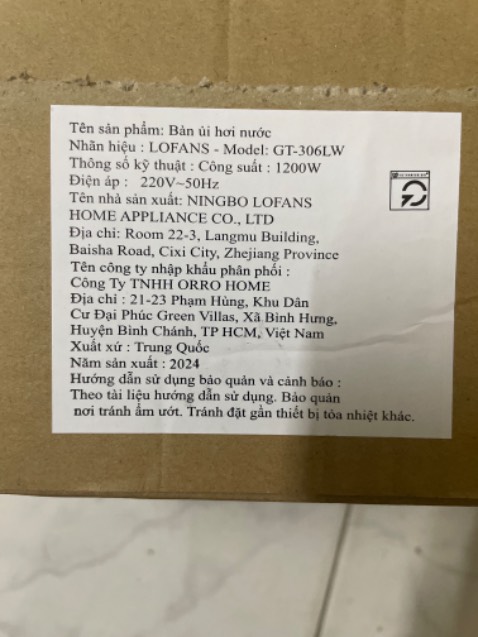 Tên sản phẩm: Bản ủi hơi nước
Nhãn hiệu : LOFANS - Model: GT-306LW
Thông số kỹ thuật : Công suất : 1200W
Điện áp : 220V~50Hz
Tên nhà sản xuất: NINGBO LOFANS
HOME APPLIANCE CO., LTD
Địa chỉ: Room 22-3, Langmu Building,
Baisha Road, Cixi City, Zhejiang Province
Tên công ty nhập khẩu phân phối :
Công Ty TNHH ORRO HOME
Địa chỉ : 21-23 Phạm Hùng, Khu Dân
Cư Đại Phúc Green Villas, Xã Bình Hưng,
Huyện Bình Chánh, TP HCM, Việt Nam
Xuất xứ : Trung Quốc
Năm sản xuất : 2024
Hướng dẫn sử dụng bảo quản và cảnh báo :
Theo tài liệu hướng dẫn sử dụng. Bảo quản
nơi tránh ẩm ướt. Tránh đặt gần thiết bị tỏa nhiệt khác.